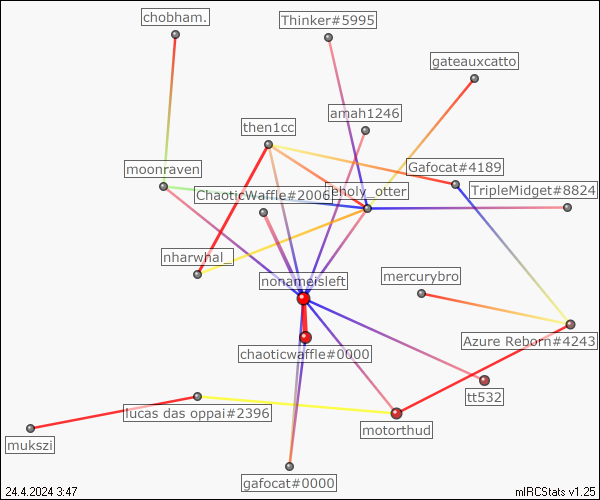 chobham.
Thinker#5995
gateauxcatto
amah1246
then1cc
moonraven
Gafocat#4189
TripleMidget#8824
ChaoticWaffle#2006
eholy_otter
nharwhal_
nonameisleft
mercurybro
Azure Reborn#4243
chaoticwaffle#0000
tt532
lucas das oppai#2396
motorthud
mukszi
gafocat#0000
24.4.2024 3:47
mIRCStats v1.25